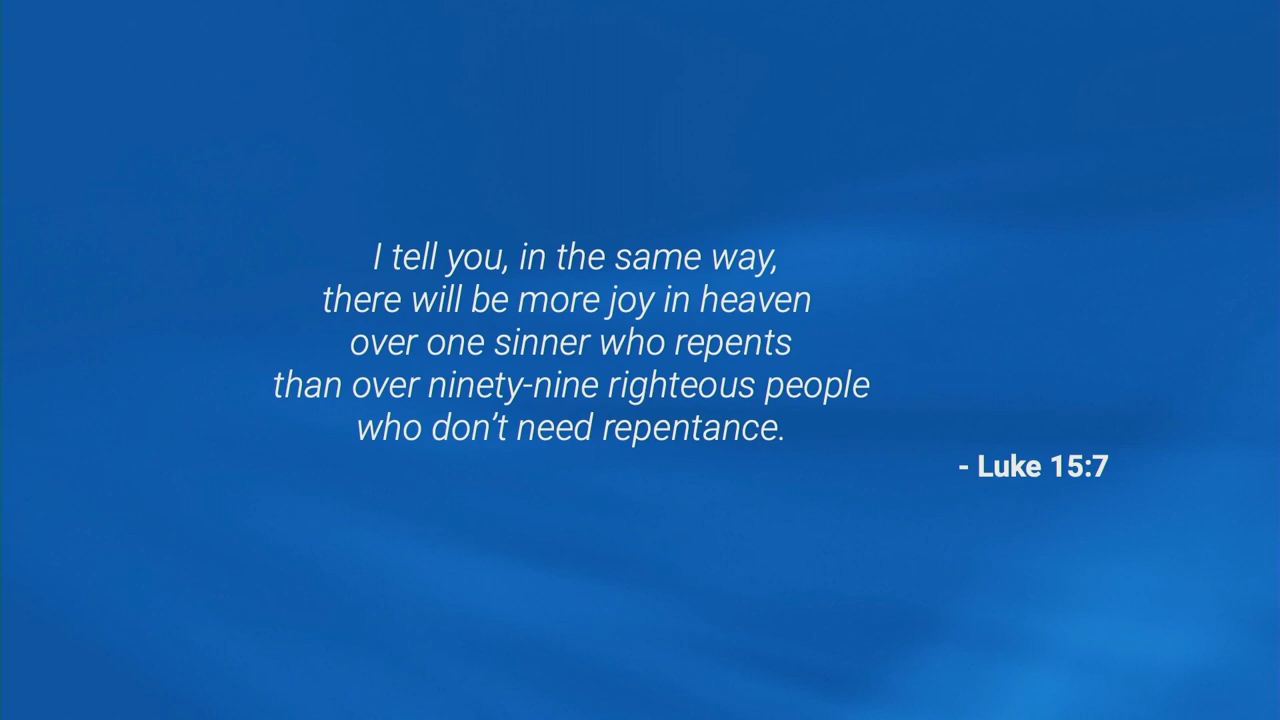 I tell you, in the same way,
there will be more joy in heaven
over one sinner who repents
than over ninety-nine righteous people
who don’t need repentance.
- Luke 15:7